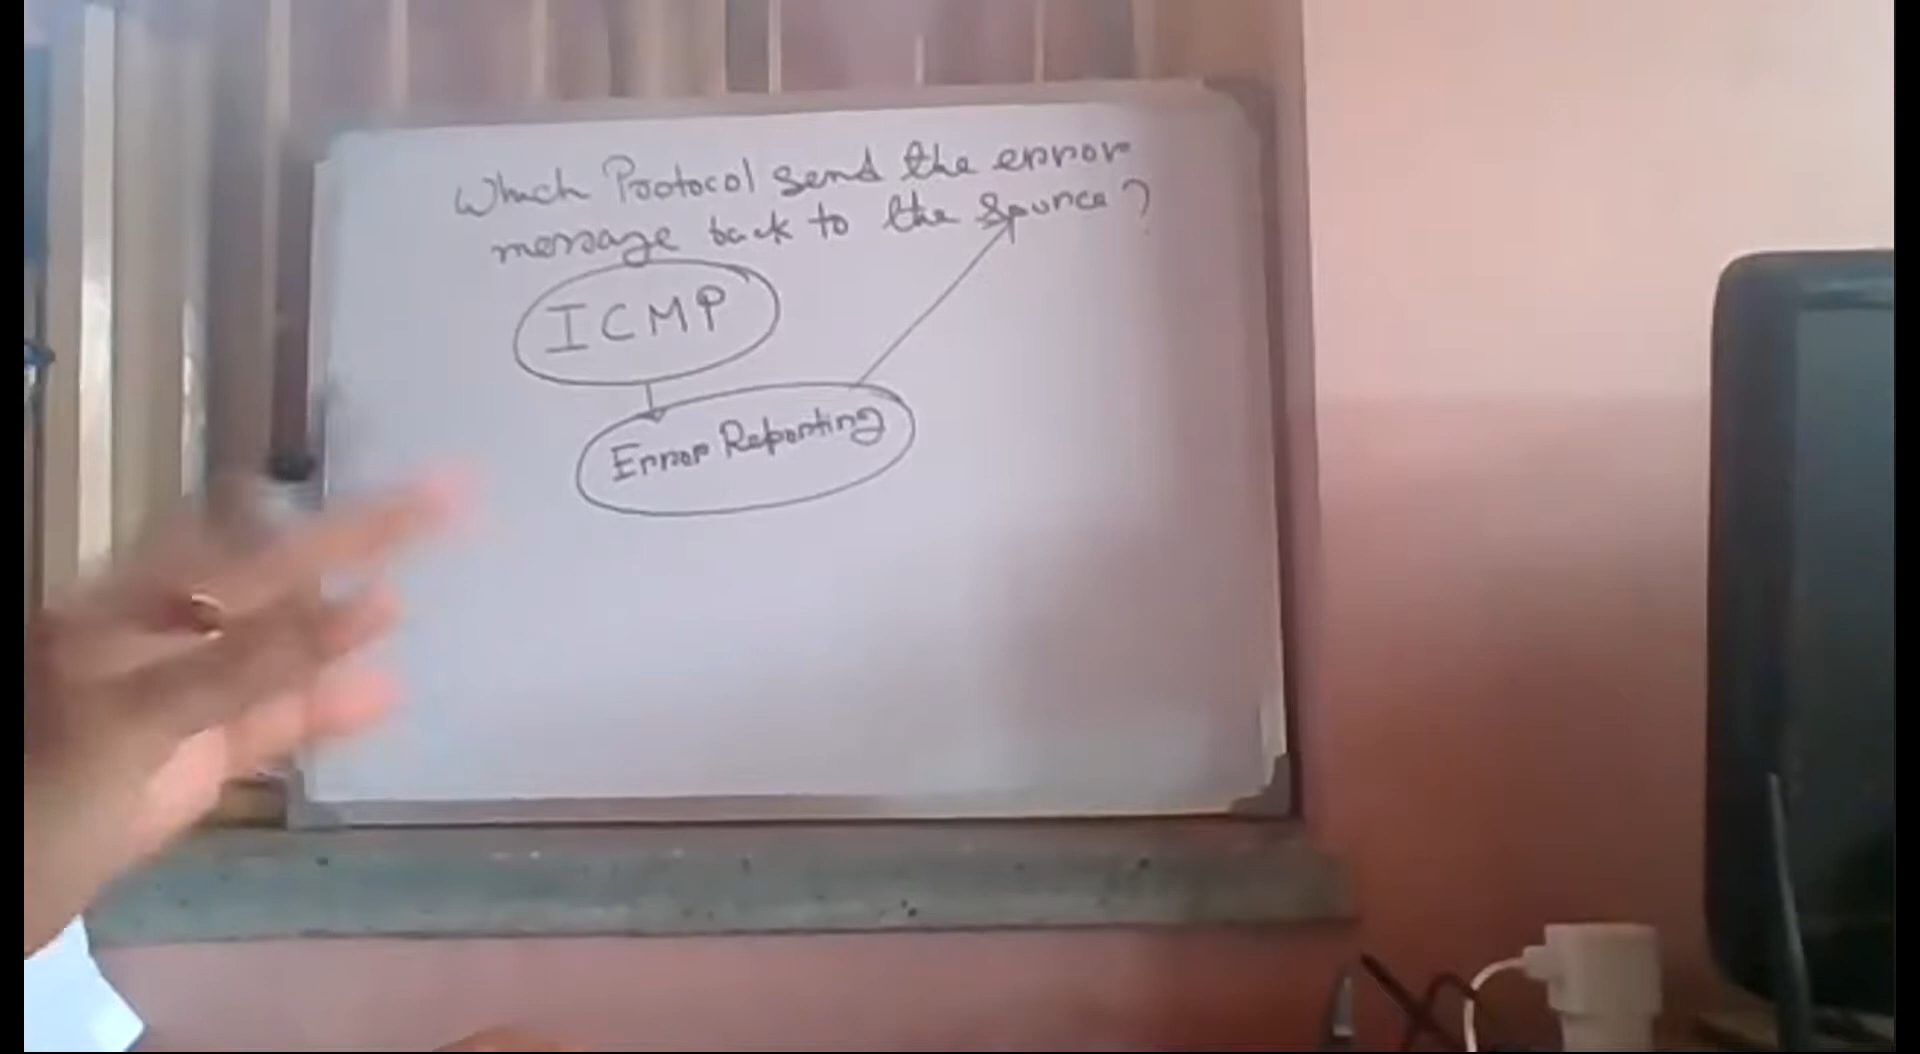 Which Protocol send the error
message back to the source?
ICMP
Error Reporting